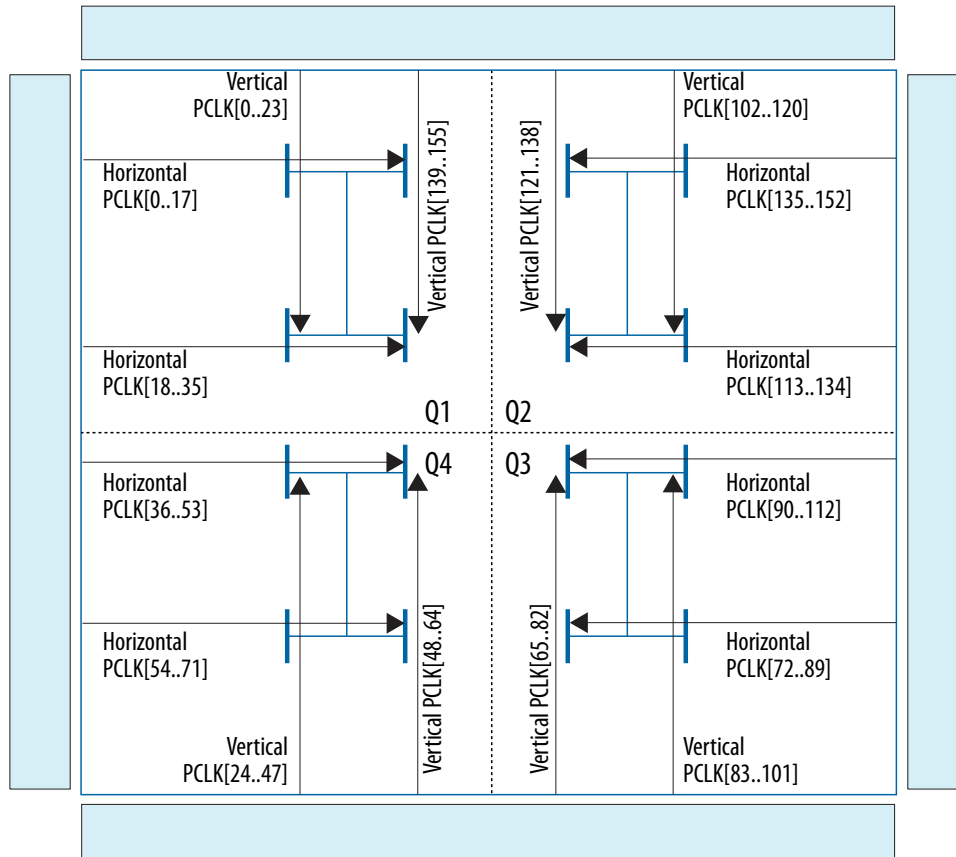 Vertical
PCLK[0..23]
Vertical
PCLK[102..120]
Vertical PCLK[139..155]
Vertical PCLK[121..138]
Horizontal
PCLK[0..17]
Horizontal
PCLK[135..152]
Horizontal
PCLK[18..35]
Horizontal
PCLK[113..134]
Q1
Q2
Q4
Q3
Horizontal
PCLK[36..53]
Horizontal
PCLK[90..112]
Vertical PCLK[48..64]
Vertical PCLK[65..82]
Horizontal
PCLK[54..71]
Horizontal
PCLK[72..89]
Vertical
PCLK[24..47]
Vertical
PCLK[83..101]